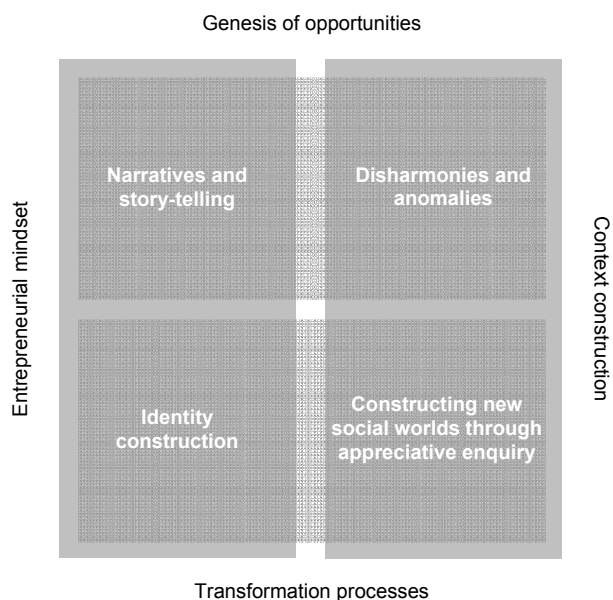 Genesis of opportunities
Entrepreneurial mindset
Narratives and
story-telling
Disharmonies and
anomalies
Context construction
Identity
construction
Constructing new
social worlds through
appreciative enquiry
Transformation processes